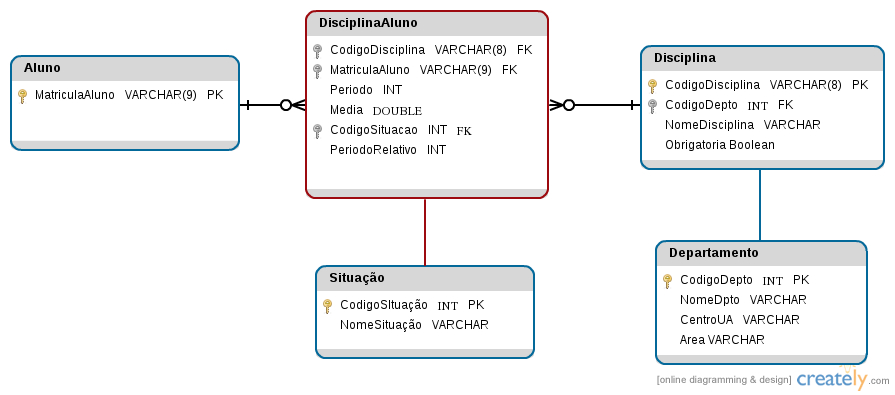 Aluno
MatriculaAluno VARCHAR(9) PK
DisciplinaAluno
CodigoDisciplina VARCHAR(8) FK
MatriculaAluno VARCHAR(9) FK
Periodo INT
Media DOUBLE
CodigoSituacao INT FK
PeriodoRelativo INT
Disciplina
CodigoDisciplina VARCHAR(8) PK
CodigoDepto INT FK
NomeDisciplina VARCHAR
Obrigatoria Boolean
Situação
CodigoSItuação INT PK
NomeSituação VARCHAR
Departamento
CodigoDepto INT PK
NomeDpto VARCHAR
CentroUA VARCHAR
Area VARCHAR
[online diagramming & design] creately.com